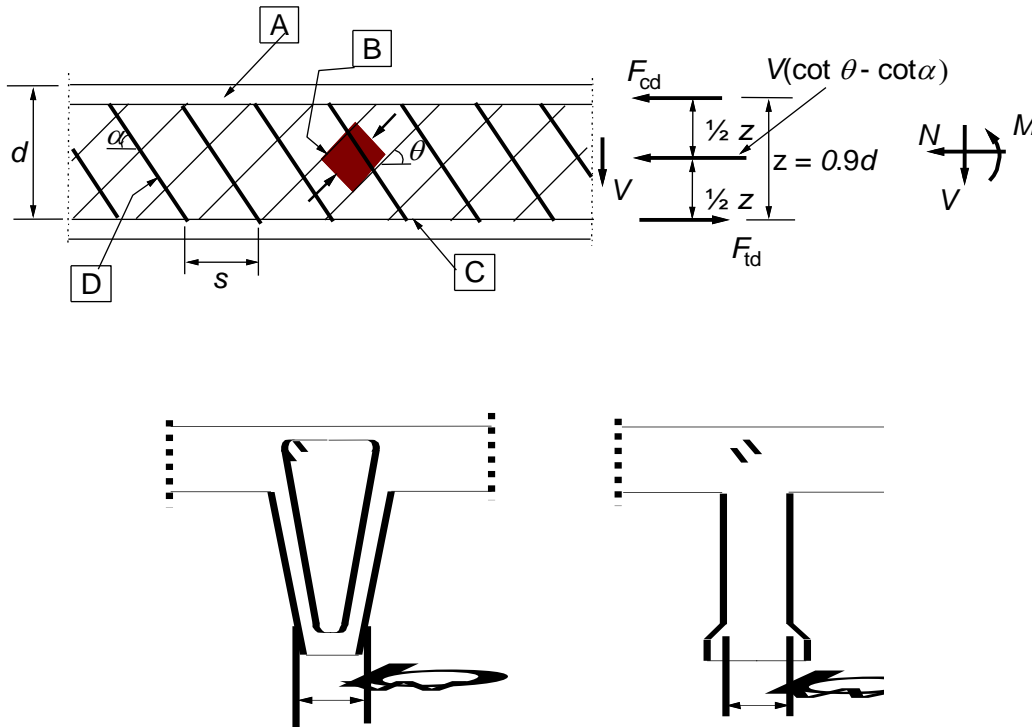 A
B
F_cd
V(cot θ - cotα)
d
α
θ
½ z
z = 0.9d
½ z
V
N
M
V
F_td
D
s
C